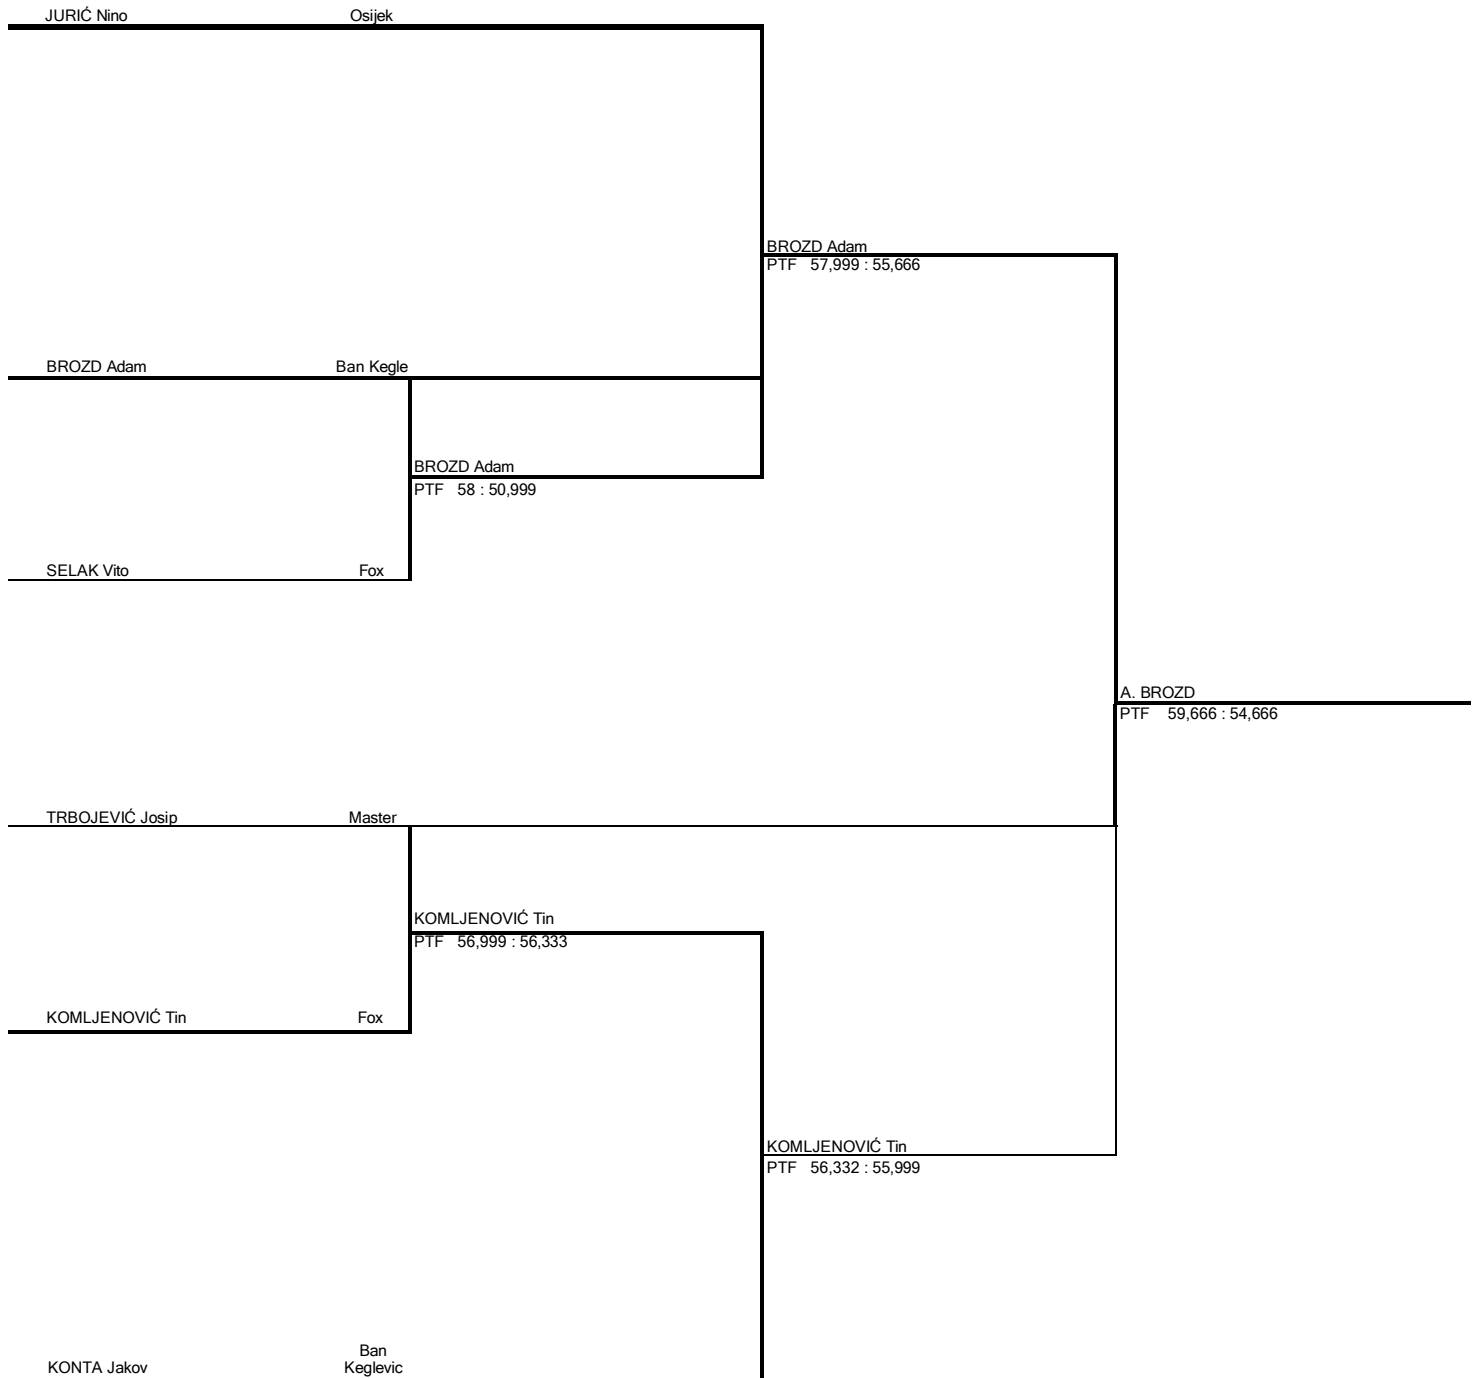 JURIĆ Nino Osijek
BROZD Adam
PTF 57,999 : 55,666
BROZD Adam Ban Kegle
BROZD Adam
PTF 58 : 50,999
SELAK Vito Fox
A. BROZD
PTF 59,666 : 54,666
TRBOJEVIĆ Josip Master
KOMLJENOVIĆ Tin
PTF 56,999 : 56,333
KOMLJENOVIĆ Tin Fox
KOMLJENOVIĆ Tin
PTF 56,332 : 55,999
Ban
KONTA Jakov Keglevic